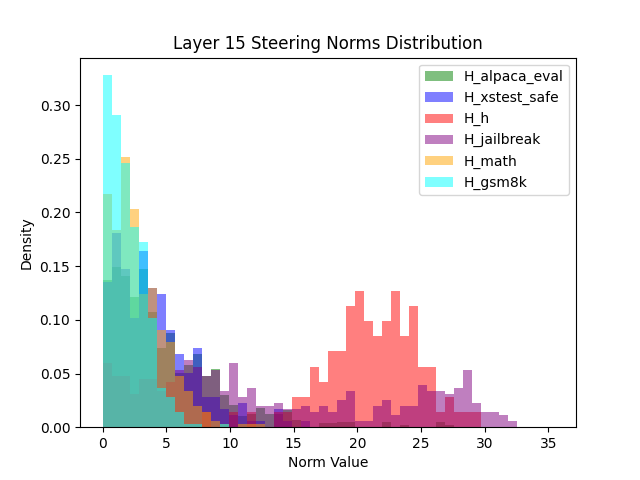 Layer 15 Steering Norms Distribution
H_alpaca_eval
H_xstest_safe
H_h
H_jailbreak
H_math
H_gsm8k
Density
0.30
0.25
0.20
0.15
0.10
0.05
0.00
0 5 10 15 20 25 30 35
Norm Value